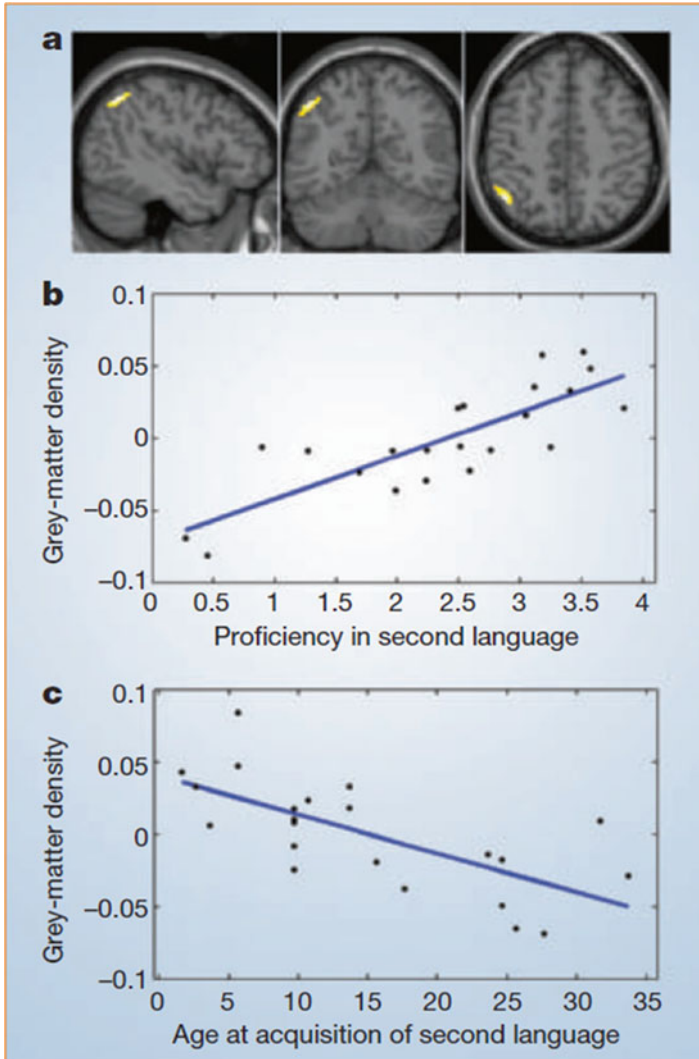 a
b
Grey-matter density
0.1
0.05
0
−0.05
−0.1
0 0.5 1 1.5 2 2.5 3 3.5 4
Proficiency in second language
c
Grey-matter density
0.1
0.05
0
−0.05
−0.1
0 5 10 15 20 25 30 35
Age at acquisition of second language